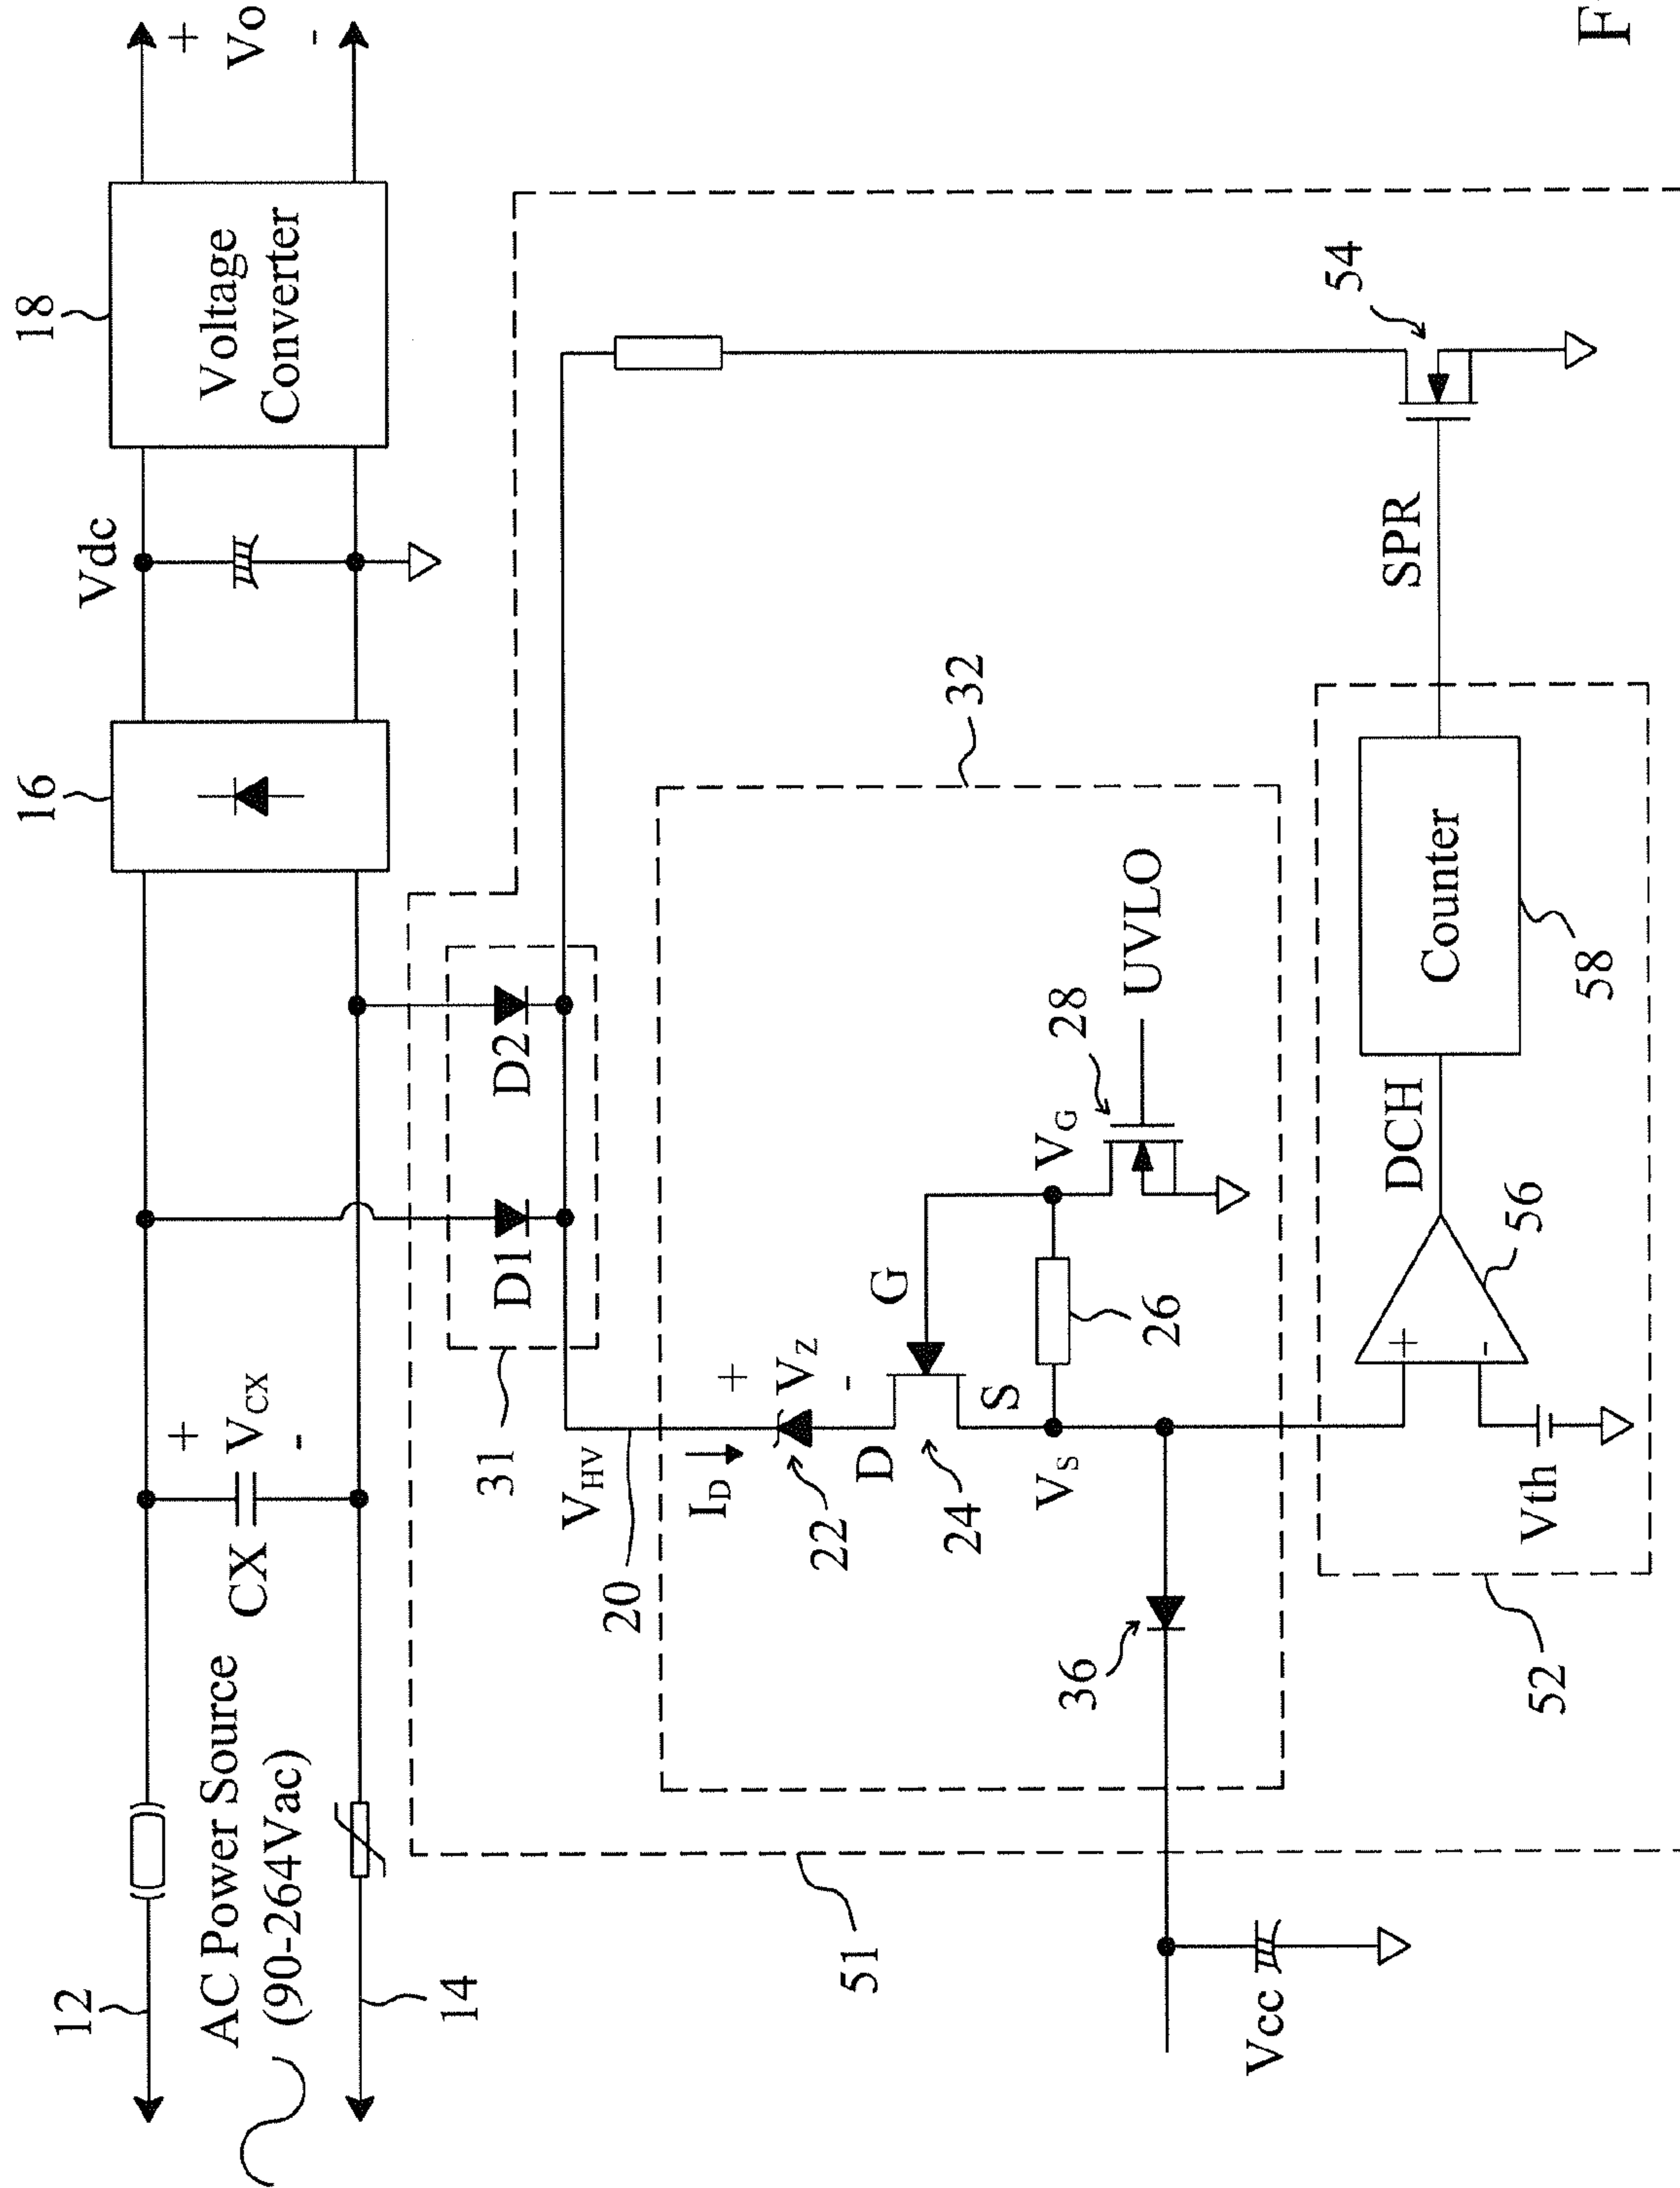 12
AC Power Source
(90-264Vac)
14
CX
+
VCX
-
16
Vdc
18
Voltage
Converter
+
Vo
-
31
D1
D2
VHV
20
51
ID
+
VZ
-
22
D
24
G
S
VS
26
VG
28
UVLO
32
36
Vcc
52
Vth
+
-
56
DCH
Counter
58
SPR
54
F